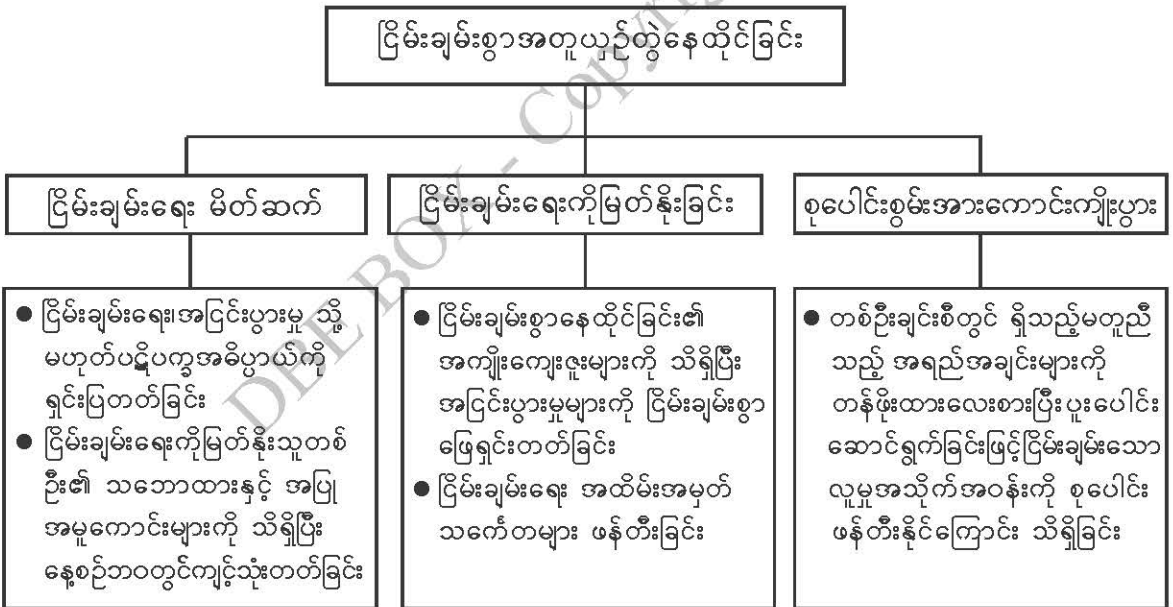 ငြိမ်းချမ်းစွာအတူယှဉ်တွဲနေထိုင်ခြင်း
ငြိမ်းချမ်းရေး မိတ်ဆက်
ငြိမ်းချမ်းရေးကိုမြတ်နိုးခြင်း
စုပေါင်းစွမ်းအားကောင်းကျိုးပွား
● ငြိမ်းချမ်းရေး၊အငြင်းပွားမှု သို့
မဟုတ်ပဋိပက္ခအဓိပ္ပာယ်ကို
ရှင်းပြတတ်ခြင်း
● ငြိမ်းချမ်းရေးကိုမြတ်နိုးသူတစ်
ဦး၏ သဘောထားနှင့် အပြု
အမူကောင်းများကို သိရှိပြီး
နေ့စဉ်ဘဝတွင်ကျင့်သုံးတတ်ခြင်း
● ငြိမ်းချမ်းစွာနေထိုင်ခြင်း၏
အကျိုးကျေးဇူးများကို သိရှိပြီး
အငြင်းပွားမှုများကို ငြိမ်းချမ်းစွာ
ဖြေရှင်းတတ်ခြင်း
● ငြိမ်းချမ်းရေး အထိမ်းအမှတ်
သင်္ကေတများ ဖန်တီးခြင်း
● တစ်ဦးချင်းစီတွင် ရှိသည့်မတူညီ
သည့် အရည်အချင်းများကို
တန်ဖိုးထားလေးစားပြီးပူးပေါင်း
ဆောင်ရွက်ခြင်းဖြင့်ငြိမ်းချမ်းသော
လူမှုအသိုက်အဝန်းကို စုပေါင်း
ဖန်တီးနိုင်ကြောင်း သိရှိခြင်း
DBE BOX - Copyrig